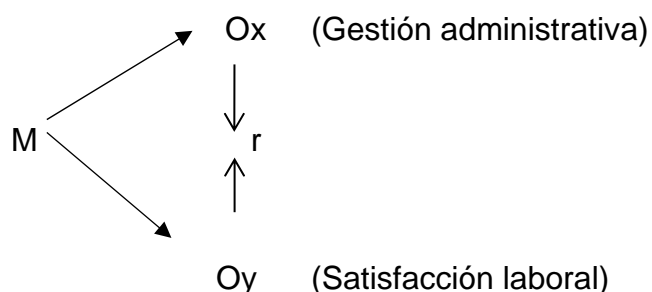 Ox (Gestión administrativa)
M r
Oy (Satisfacción laboral)